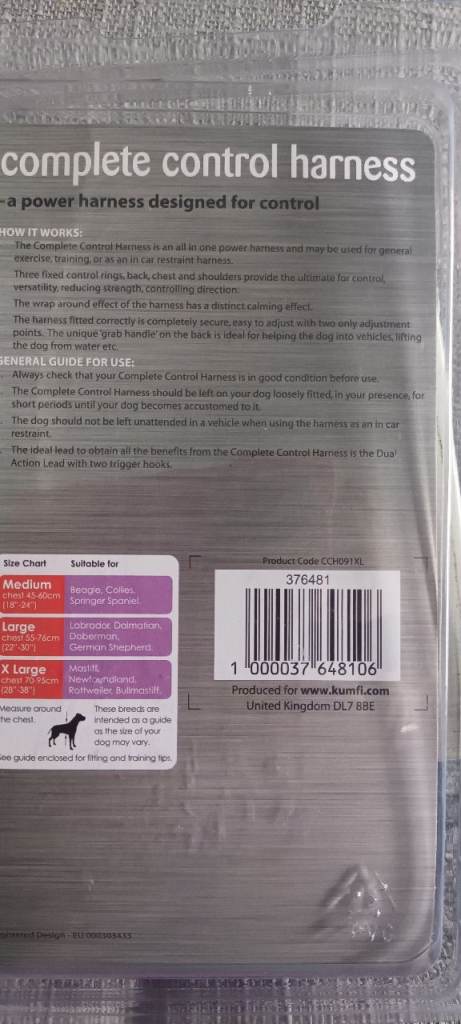 complete control harness
-a power harness designed for control
HOW IT WORKS:
The Complete Control Harness is an all in one power harness and may be used for general
exercise, training, or as an in car restraint harness.
Three fixed control rings, back, chest and shoulders provide the ultimate for control,
versatility, reducing strength, controlling direction.
The wrap around effect of the harness has a distinct calming effect.
The harness fitted correctly is completely secure, easy to adjust with two only adjustment
points. The unique 'grab handle' on the back is ideal for helping the dog into vehicles, lifting
the dog from water etc.
GENERAL GUIDE FOR USE:
Always check that your Complete Control Harness is in good condition before use.
The Complete Control Harness should be left on your dog loosely fitted, in your presence, for
short periods until your dog becomes accustomed to it.
The dog should not be left unattended in a vehicle when using the harness as an in car
restraint.
The ideal lead to obtain all the benefits from the Complete Control Harness is the Dual
Action Lead with two trigger hooks.
Size Chart Suitable for
Medium
chest 45-60cm
(18"-24")
Beagle, Collies,
Springer Spaniel.
Large
chest 55-76cm
(22"-30")
Labrador, Dalmatian,
Doberman,
German Shepherd.
X Large
chest 70-95cm
(28"-38")
Mastiff,
Newfoundland,
Rottweiler, Bullmastiff.
Measure around
the chest.
These breeds are
intended as a guide
as the size of your
dog may vary.
See guide enclosed for fitting and training tips.
Product Code CCH091XL
376481
1 000037 648106
Produced for www.kumfi.com
United Kingdom DL7 8BE
Design - EU 000303433